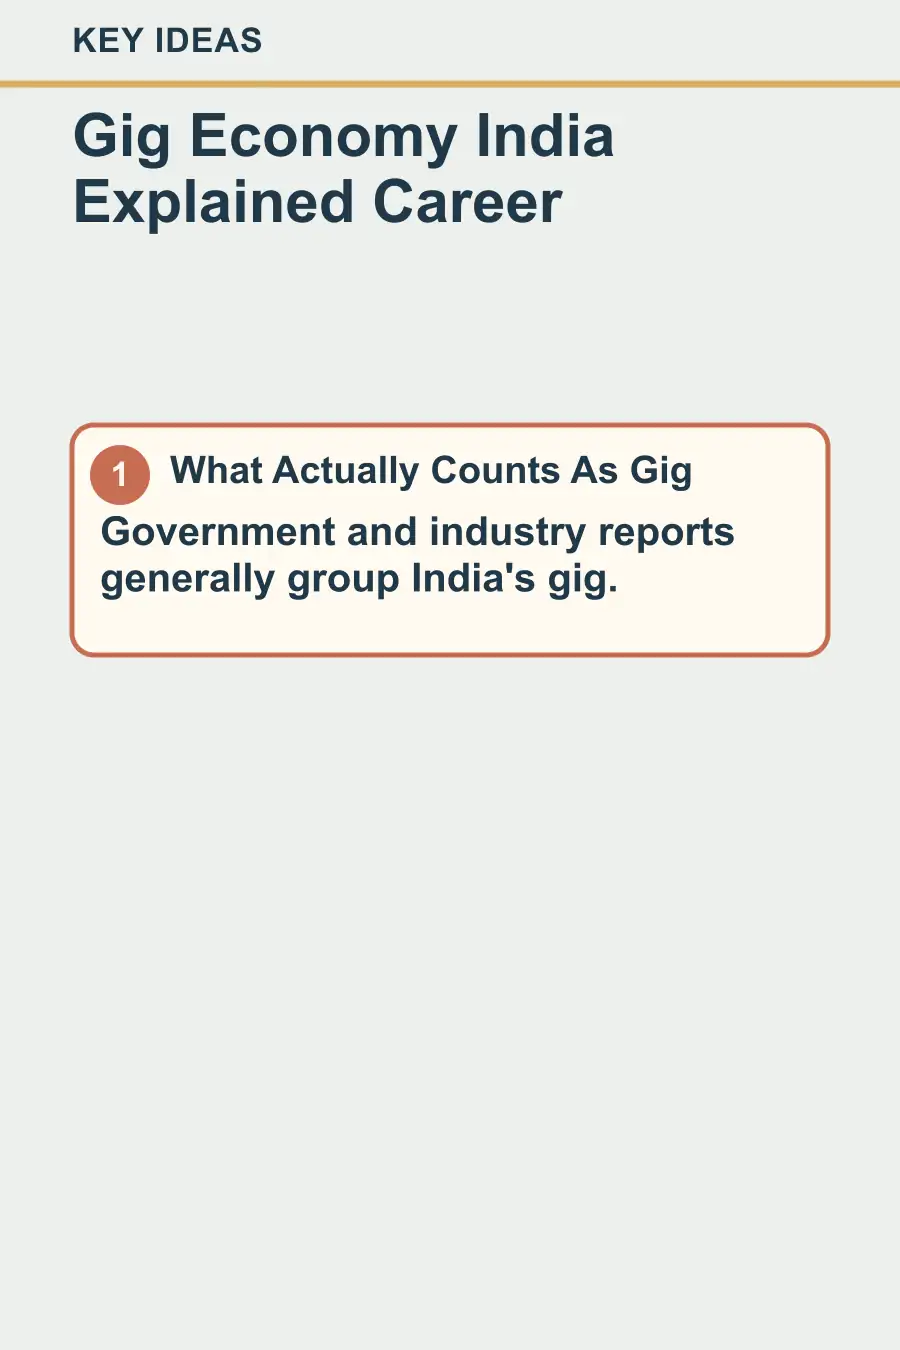 KEY IDEAS
Gig Economy India
Explained Career
1 What Actually Counts As Gig
Government and industry reports
generally group India's gig.